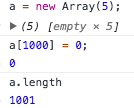 a = new Array(5);
▶ (5) [empty × 5]
a[1000] = 0;
0
a.length
1001